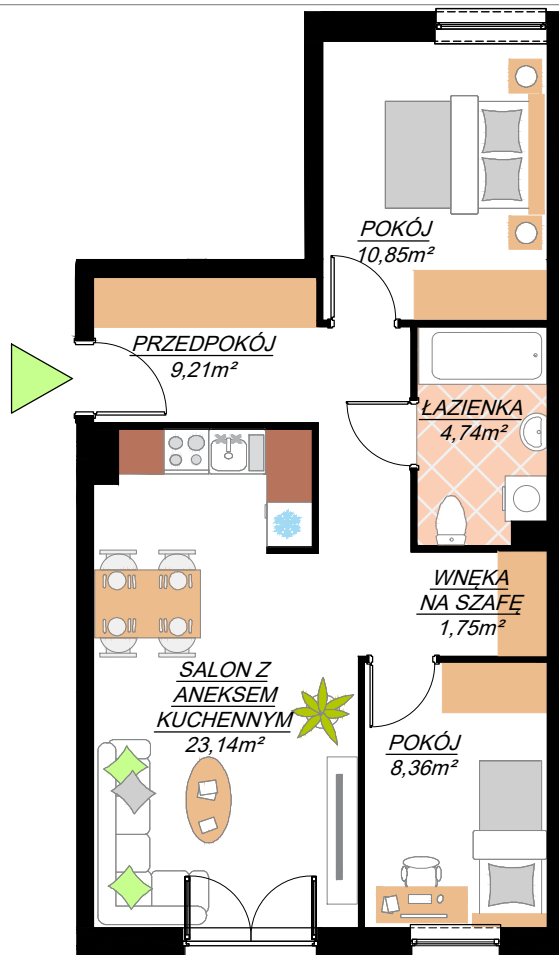 POKÓJ
10,85m²
PRZEDPOKÓJ
9,21m²
ŁAZIENKA
4,74m²
WNĘKA
NA SZAFĘ
1,75m²
SALON Z
ANEKSEM
KUCHENNYM
23,14m²
POKÓJ
8,36m²